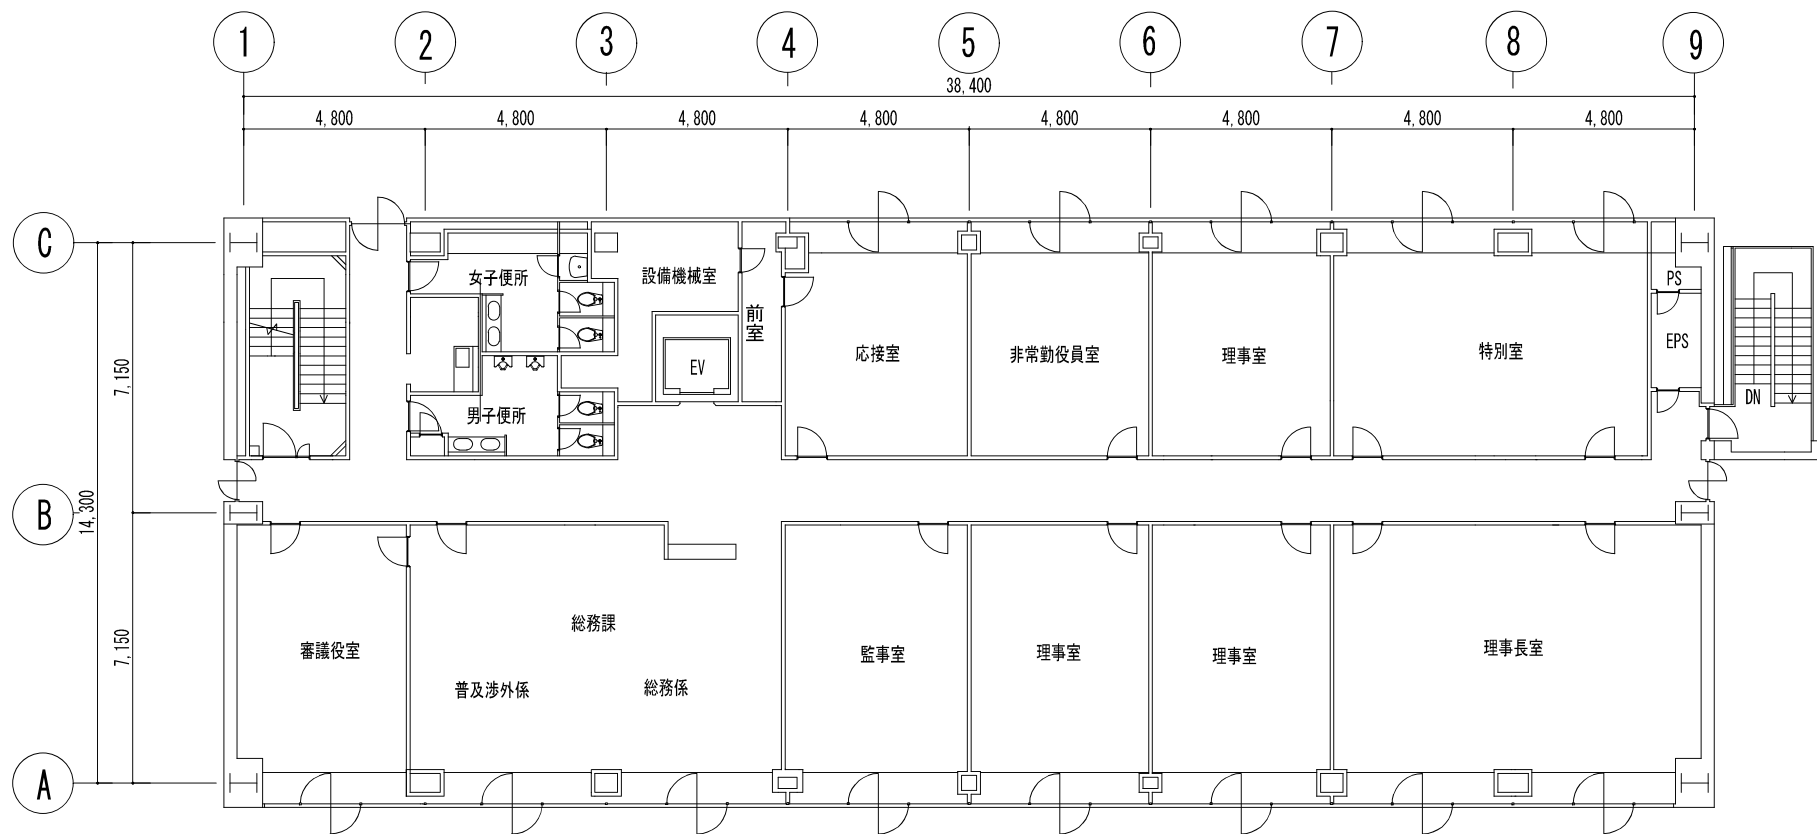 1 2 3 4 5 6 7 8 9
38,400
4,800 4,800 4,800 4,800 4,800 4,800 4,800 4,800
C
B
A
7,150
14,300
7,150
女子便所
設備機械室
前室
EV
男子便所
応接室
非常勤役員室
理事室
特別室
PS
EPS
DN
審議役室
総務課
普及渉外係
総務係
監事室
理事室
理事室
理事長室